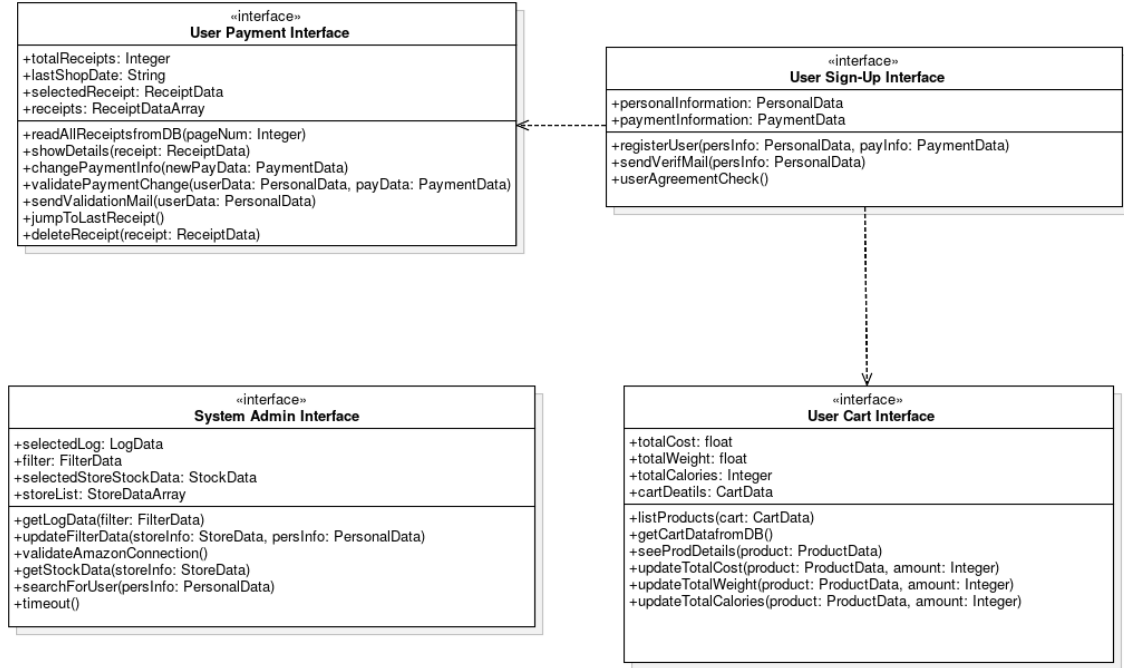 «interface»
User Payment Interface
+totalReceipts: Integer
+lastShopDate: String
+selectedReceipt: ReceiptData
+receipts: ReceiptDataArray
+readAllReceiptsfromDB(pageNum: Integer)
+showDetails(receipt: ReceiptData)
+changePaymentInfo(newPayData: PaymentData)
+validatePaymentChange(userData: PersonalData, payData: PaymentData)
+sendValidationMail(userData: PersonalData)
+jumpToLastReceipt()
+deleteReceipt(receipt: ReceiptData)
«interface»
User Sign-Up Interface
+personalInformation: PersonalData
+paymentInformation: PaymentData
+registerUser(persInfo: PersonalData, payInfo: PaymentData)
+sendVerifMail(persInfo: PersonalData)
+userAgreementCheck()
«interface»
System Admin Interface
+selectedLog: LogData
+filter: FilterData
+selectedStoreStockData: StockData
+storeList: StoreDataArray
+getLogData(filter: FilterData)
+updateFilterData(storeInfo: StoreData, persInfo: PersonalData)
+validateAmazonConnection()
+getStockData(storeInfo: StoreData)
+searchForUser(persInfo: PersonalData)
+timeout()
«interface»
User Cart Interface
+totalCost: float
+totalWeight: float
+totalCalories: Integer
+cartDeatils: CartData
+listProducts(cart: CartData)
+getCartDatafromDB()
+seeProdDetails(product: ProductData)
+updateTotalCost(product: ProductData, amount: Integer)
+updateTotalWeight(product: ProductData, amount: Integer)
+updateTotalCalories(product: ProductData, amount: Integer)